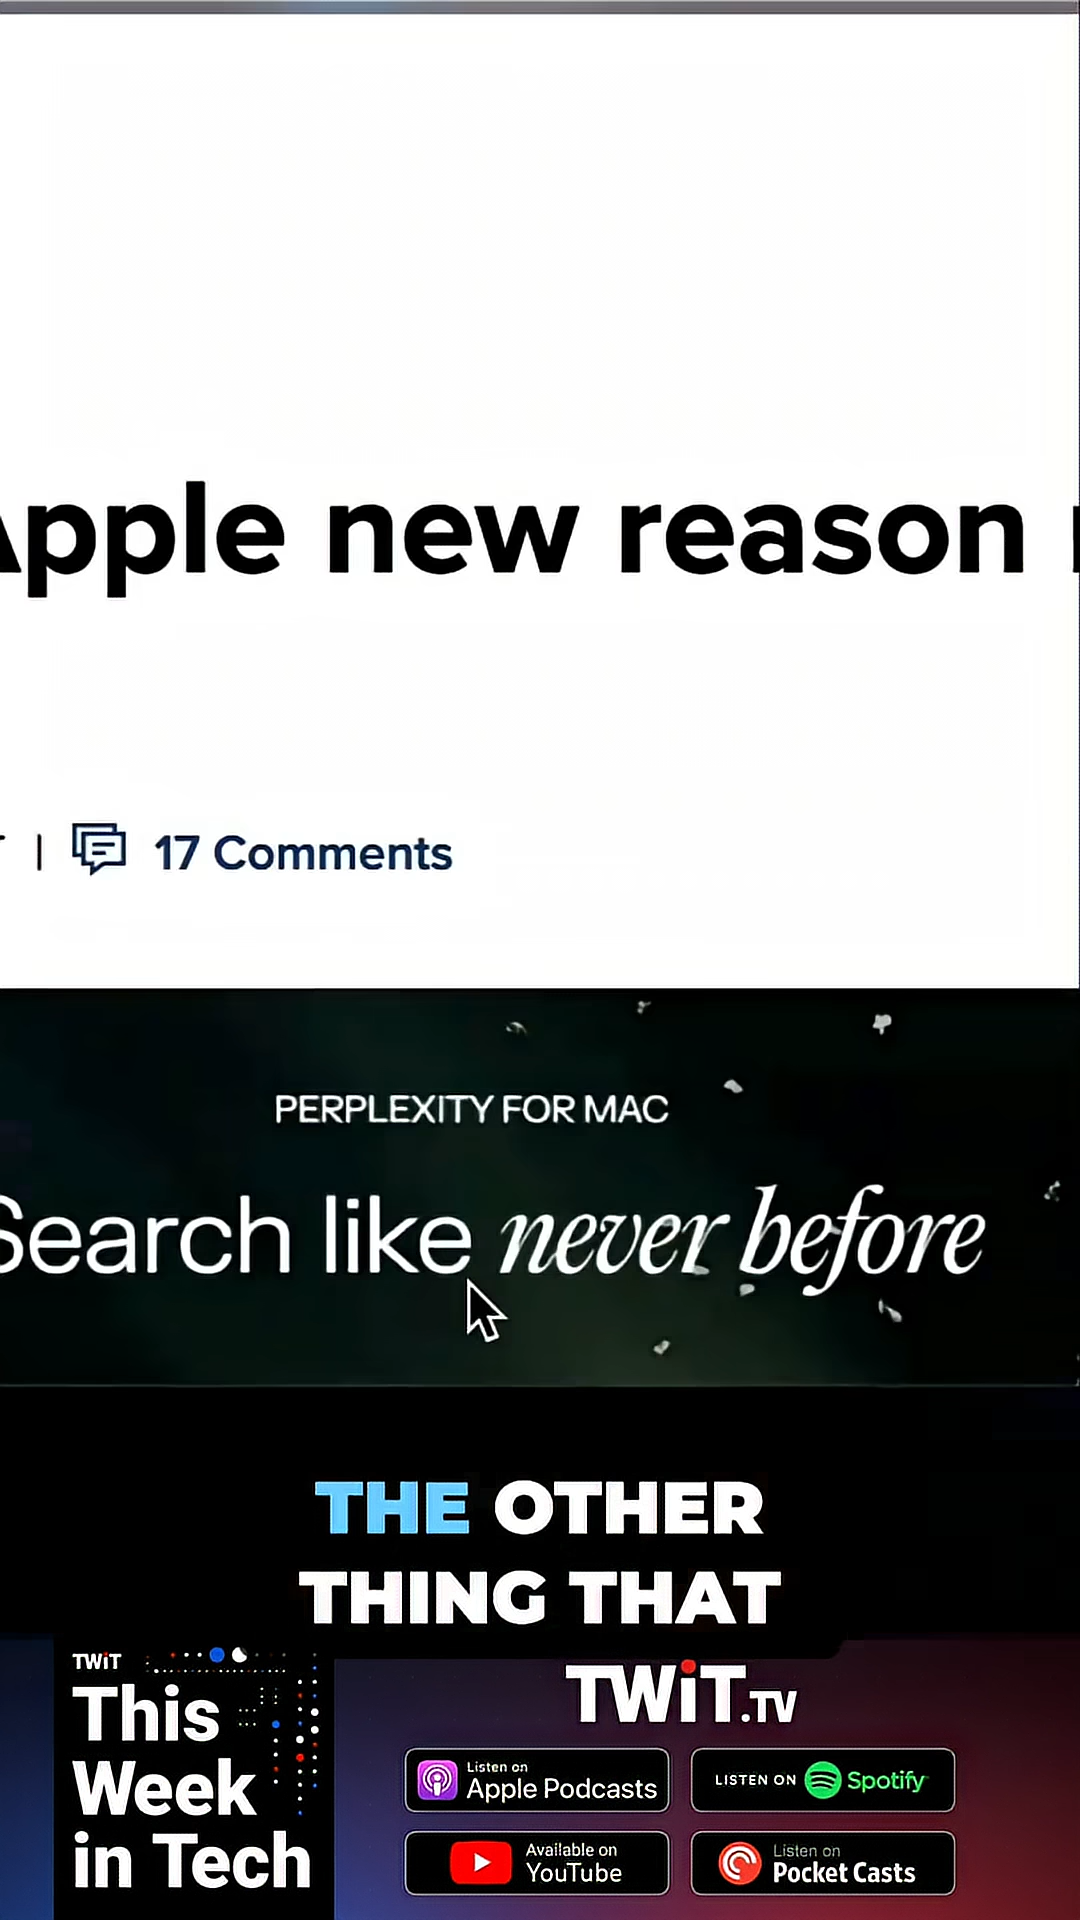 Apple new reason
| 17 Comments
PERPLEXITY FOR MAC
Search like never before
THE OTHER
THING THAT
TWiT
This
Week
in Tech
TWiT.TV
Listen on
Apple Podcasts
LISTEN ON Spotify
Available on
YouTube
Listen on
Pocket Casts